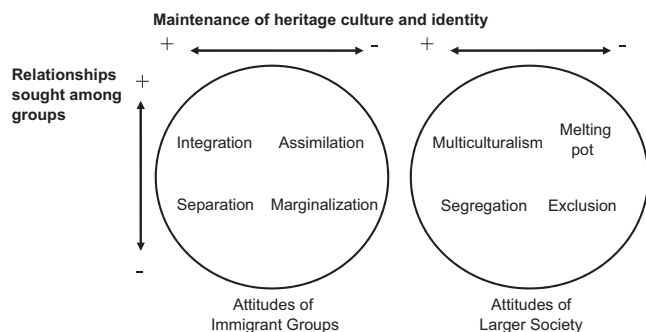 Maintenance of heritage culture and identity
+ - + -
Relationships
sought among
groups
+
Integration Assimilation
Separation Marginalization
Multiculturalism Melting
pot
Segregation Exclusion
-
Attitudes of
Immigrant Groups
Attitudes of
Larger Society